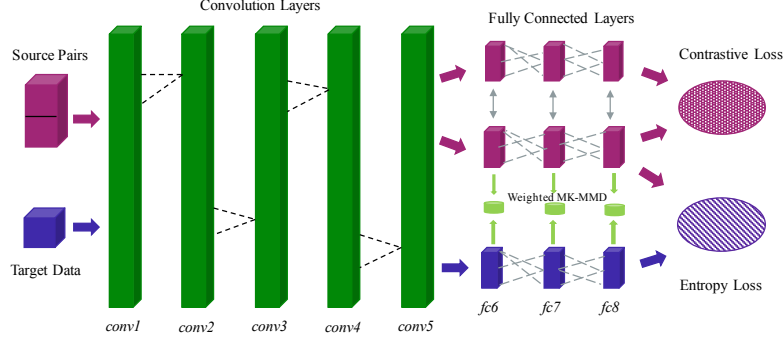 Convolution Layers
Fully Connected Layers
Source Pairs
Contrastive Loss
Weighted MK-MMD
Target Data
Entropy Loss
conv1 conv2 conv3 conv4 conv5 fc6 fc7 fc8